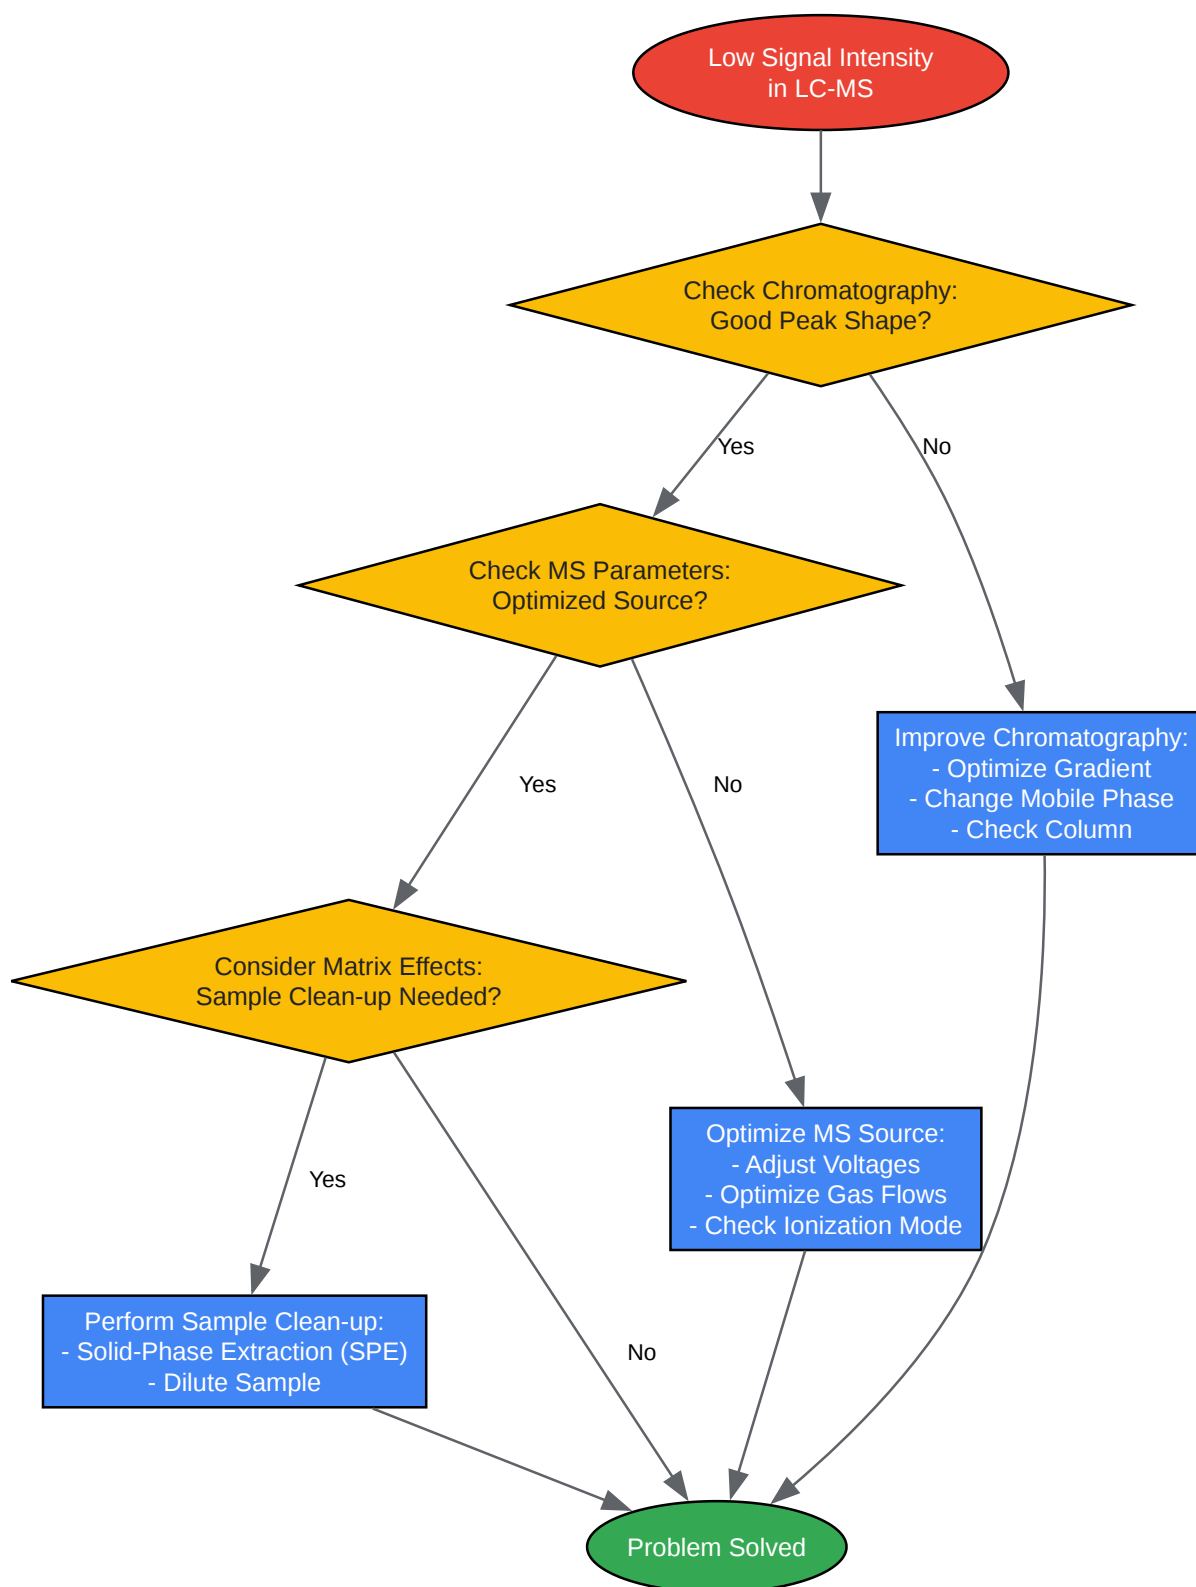 Low Signal Intensity
in LC-MS
Check Chromatography:
Good Peak Shape?
Yes
No
Check MS Parameters:
Optimized Source?
Improve Chromatography:
- Optimize Gradient
- Change Mobile Phase
- Check Column
Yes
No
Consider Matrix Effects:
Sample Clean-up Needed?
Optimize MS Source:
- Adjust Voltages
- Optimize Gas Flows
- Check Ionization Mode
Yes
No
Perform Sample Clean-up:
- Solid-Phase Extraction (SPE)
- Dilute Sample
Problem Solved